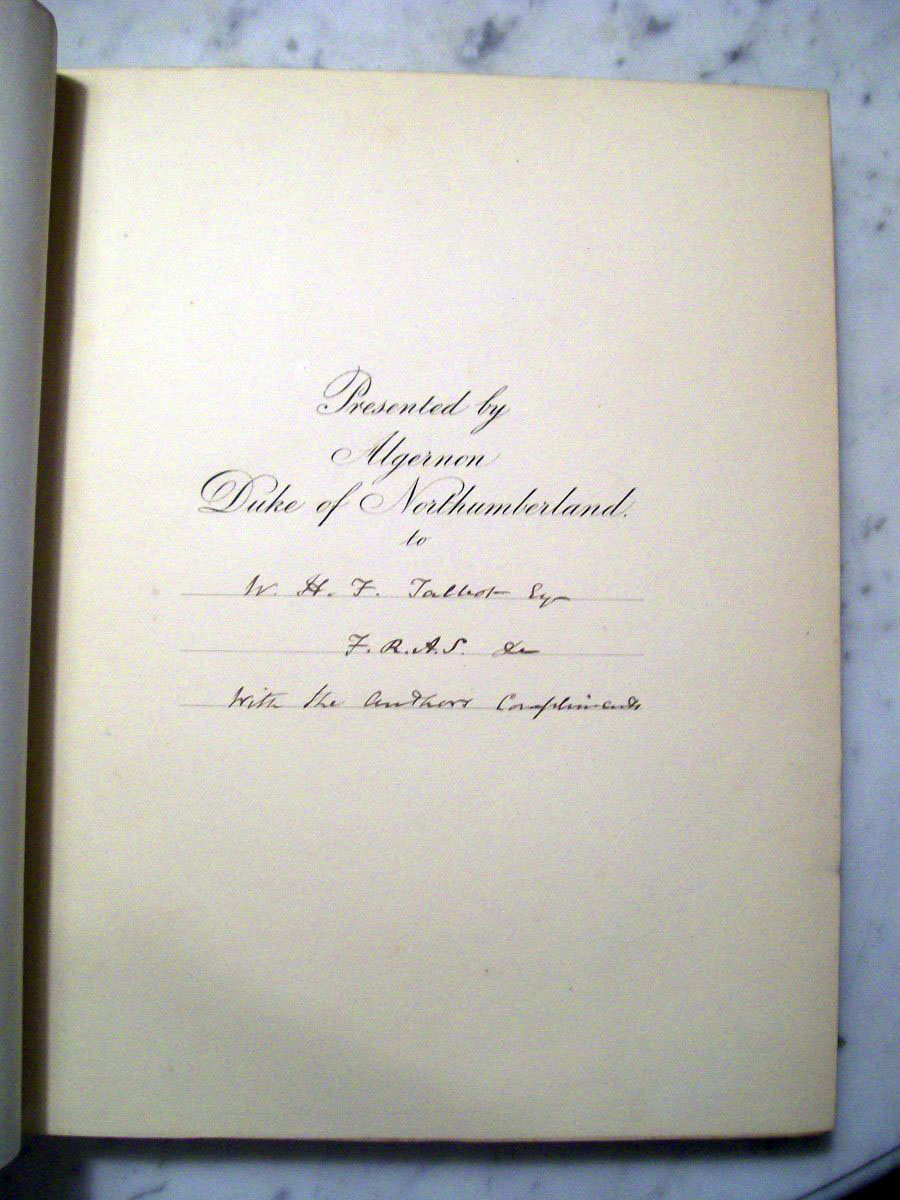 Presented by
Algernon
Duke of Northumberland.
to
W. H. F. Talbot Esq
F.R.A.S. &c
With the Authors Compliments